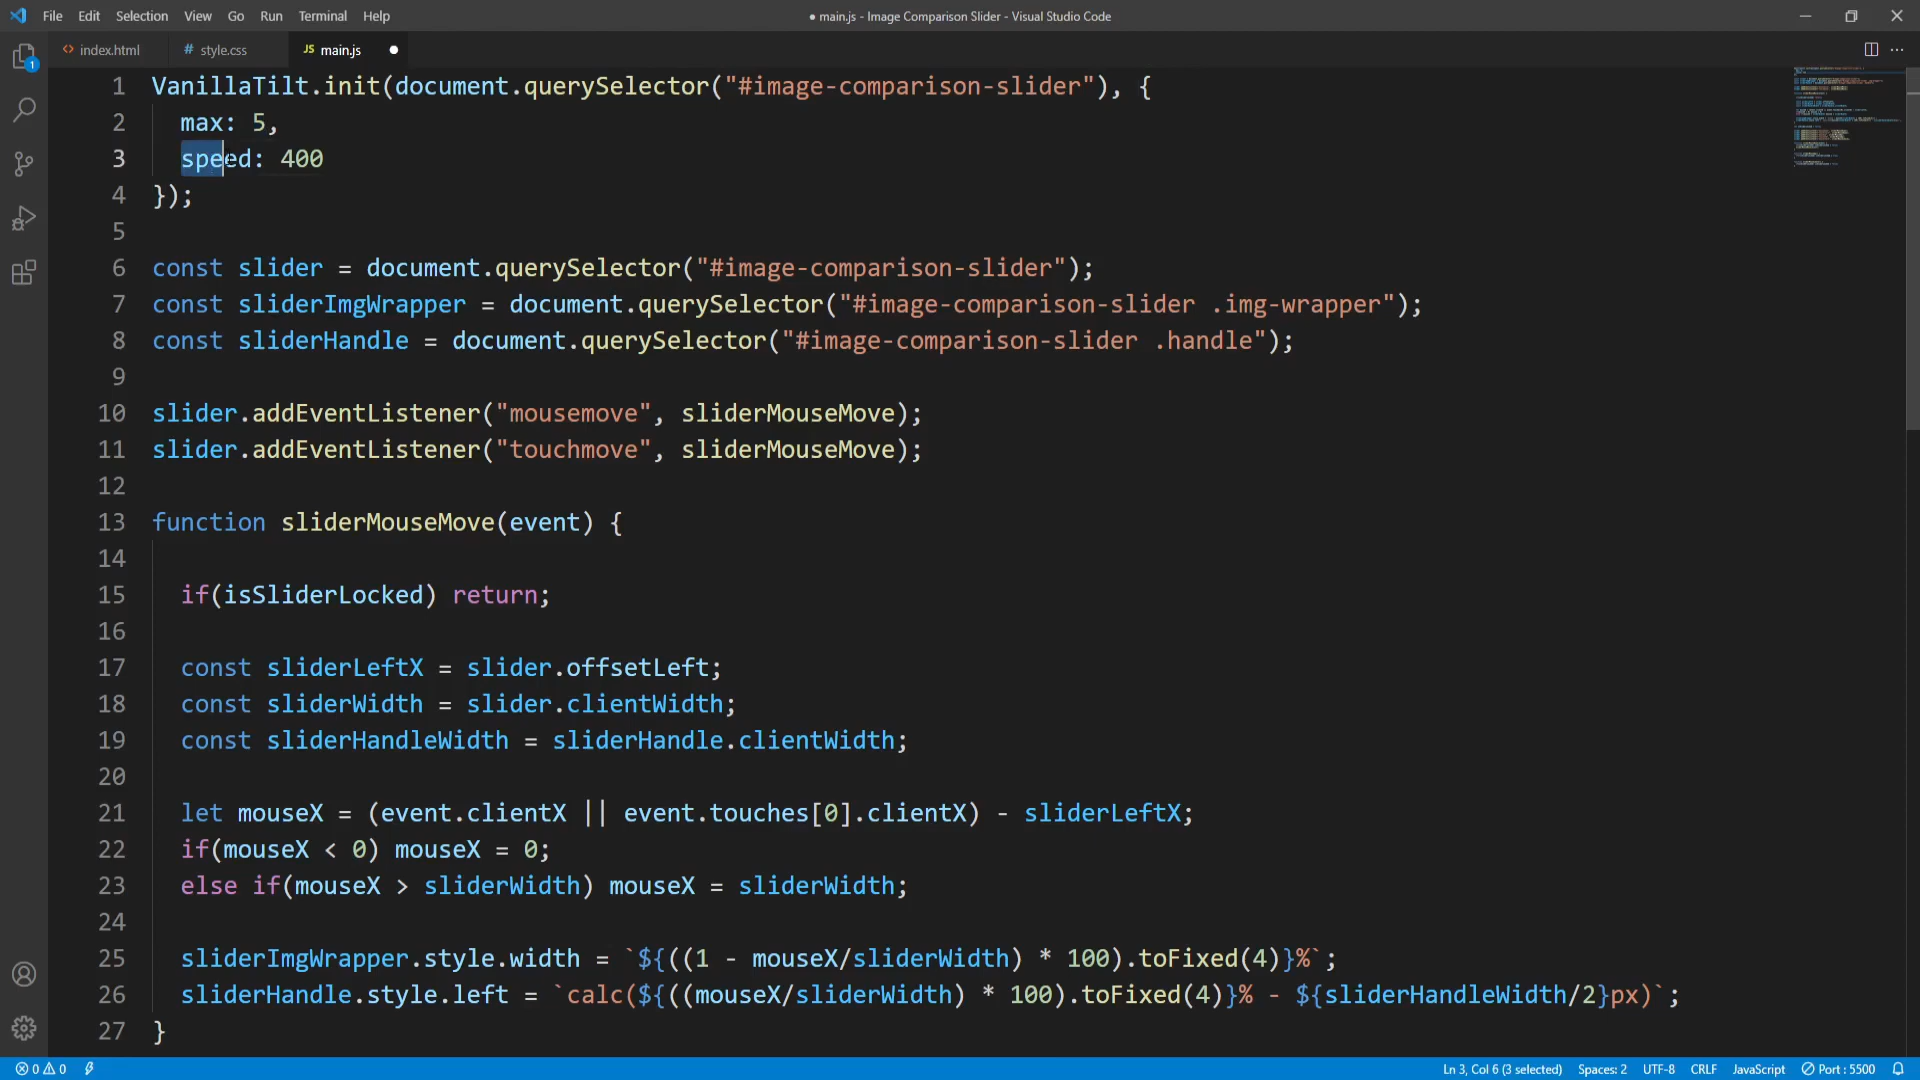 File Edit Selection View Go Run Terminal Help
● main.js - Image Comparison Slider - Visual Studio Code
index.html
# style.css
JS main.js
1 VanillaTilt.init(document.querySelector("#image-comparison-slider"), {
2 max: 5,
3 speed: 400
4 });
5
6 const slider = document.querySelector("#image-comparison-slider");
7 const sliderImgWrapper = document.querySelector("#image-comparison-slider .img-wrapper");
8 const sliderHandle = document.querySelector("#image-comparison-slider .handle");
9
10 slider.addEventListener("mousemove", sliderMouseMove);
11 slider.addEventListener("touchmove", sliderMouseMove);
12
13 function sliderMouseMove(event) {
14
15 if(isSliderLocked) return;
16
17 const sliderLeftX = slider.offsetLeft;
18 const sliderWidth = slider.clientWidth;
19 const sliderHandleWidth = sliderHandle.clientWidth;
20
21 let mouseX = (event.clientX || event.touches[0].clientX) - sliderLeftX;
22 if(mouseX < 0) mouseX = 0;
23 else if(mouseX > sliderWidth) mouseX = sliderWidth;
24
25 sliderImgWrapper.style.width = `${((1 - mouseX/sliderWidth) * 100).toFixed(4)}%`;
26 sliderHandle.style.left = `calc(${((mouseX/sliderWidth) * 100).toFixed(4)}% - ${sliderHandleWidth/2}px)`;
27 }
1
0 0
Ln 3, Col 6 (3 selected) Spaces: 2 UTF-8 CRLF JavaScript Port : 5500